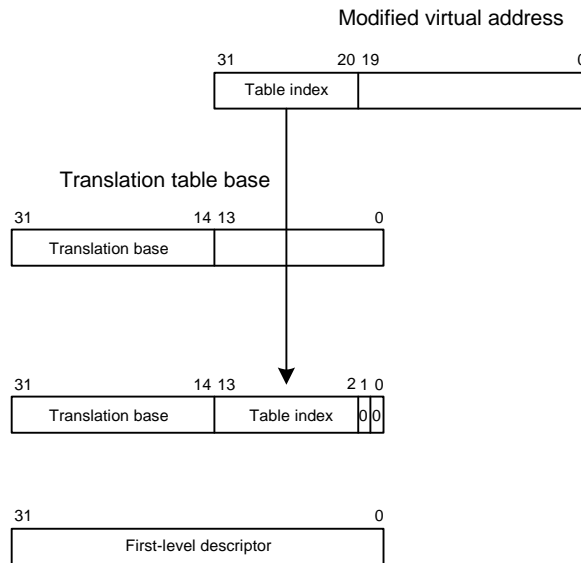 Modified virtual address
31 20 19 0
Table index
Translation table base
31 14 13 0
Translation base
31 14 13 2 1 0
Translation base Table index 0 0
31 0
First-level descriptor